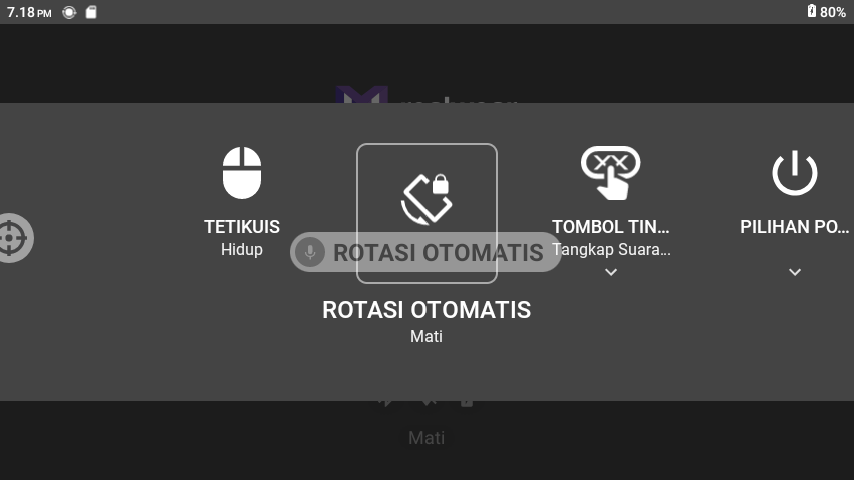 7.18 PM
80%
TETIKUIS
Hidup
ROTASI OTOMATIS
ROTASI OTOMATIS
Mati
TOMBOL TIN...
Tangkap Suara...
PILIHAN PO...
Mati